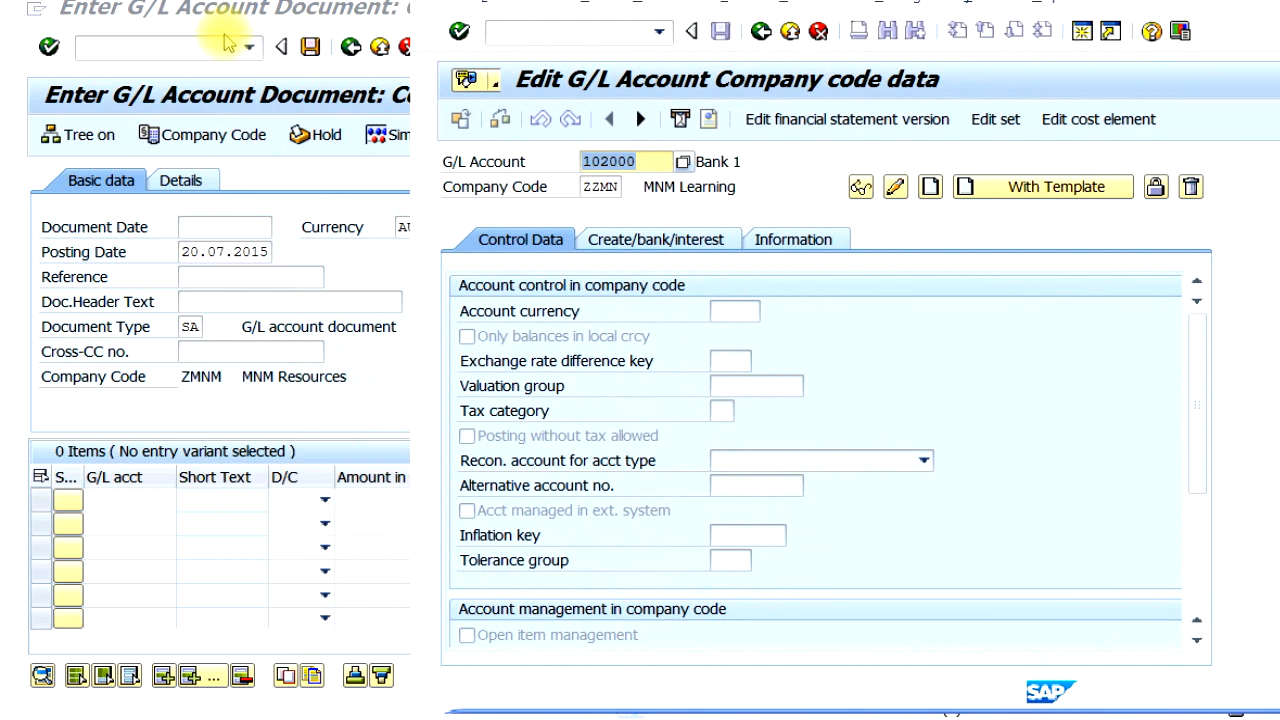 Enter G/L Account Document:
Enter G/L Account Document:
Tree on Company Code Hold
Basic data Details
Document Date Currency AU
Posting Date 20.07.2015
Reference
Doc.Header Text
Document Type SA G/L account document
Cross-CC no.
Company Code ZMNM MNM Resources
0 Items ( No entry variant selected )
S... G/L acct Short Text D/C Amount in
...
Edit G/L Account Company code data
Edit financial statement version Edit set Edit cost element
G/L Account 102000 Bank 1
Company Code ZZMN MNM Learning
With Template
Control Data Create/bank/interest Information
Account control in company code
Account currency
Only balances in local crcy
Exchange rate difference key
Valuation group
Tax category
Posting without tax allowed
Recon. account for acct type
Alternative account no.
Acct managed in ext. system
Inflation key
Tolerance group
Account management in company code
Open item management
SAP